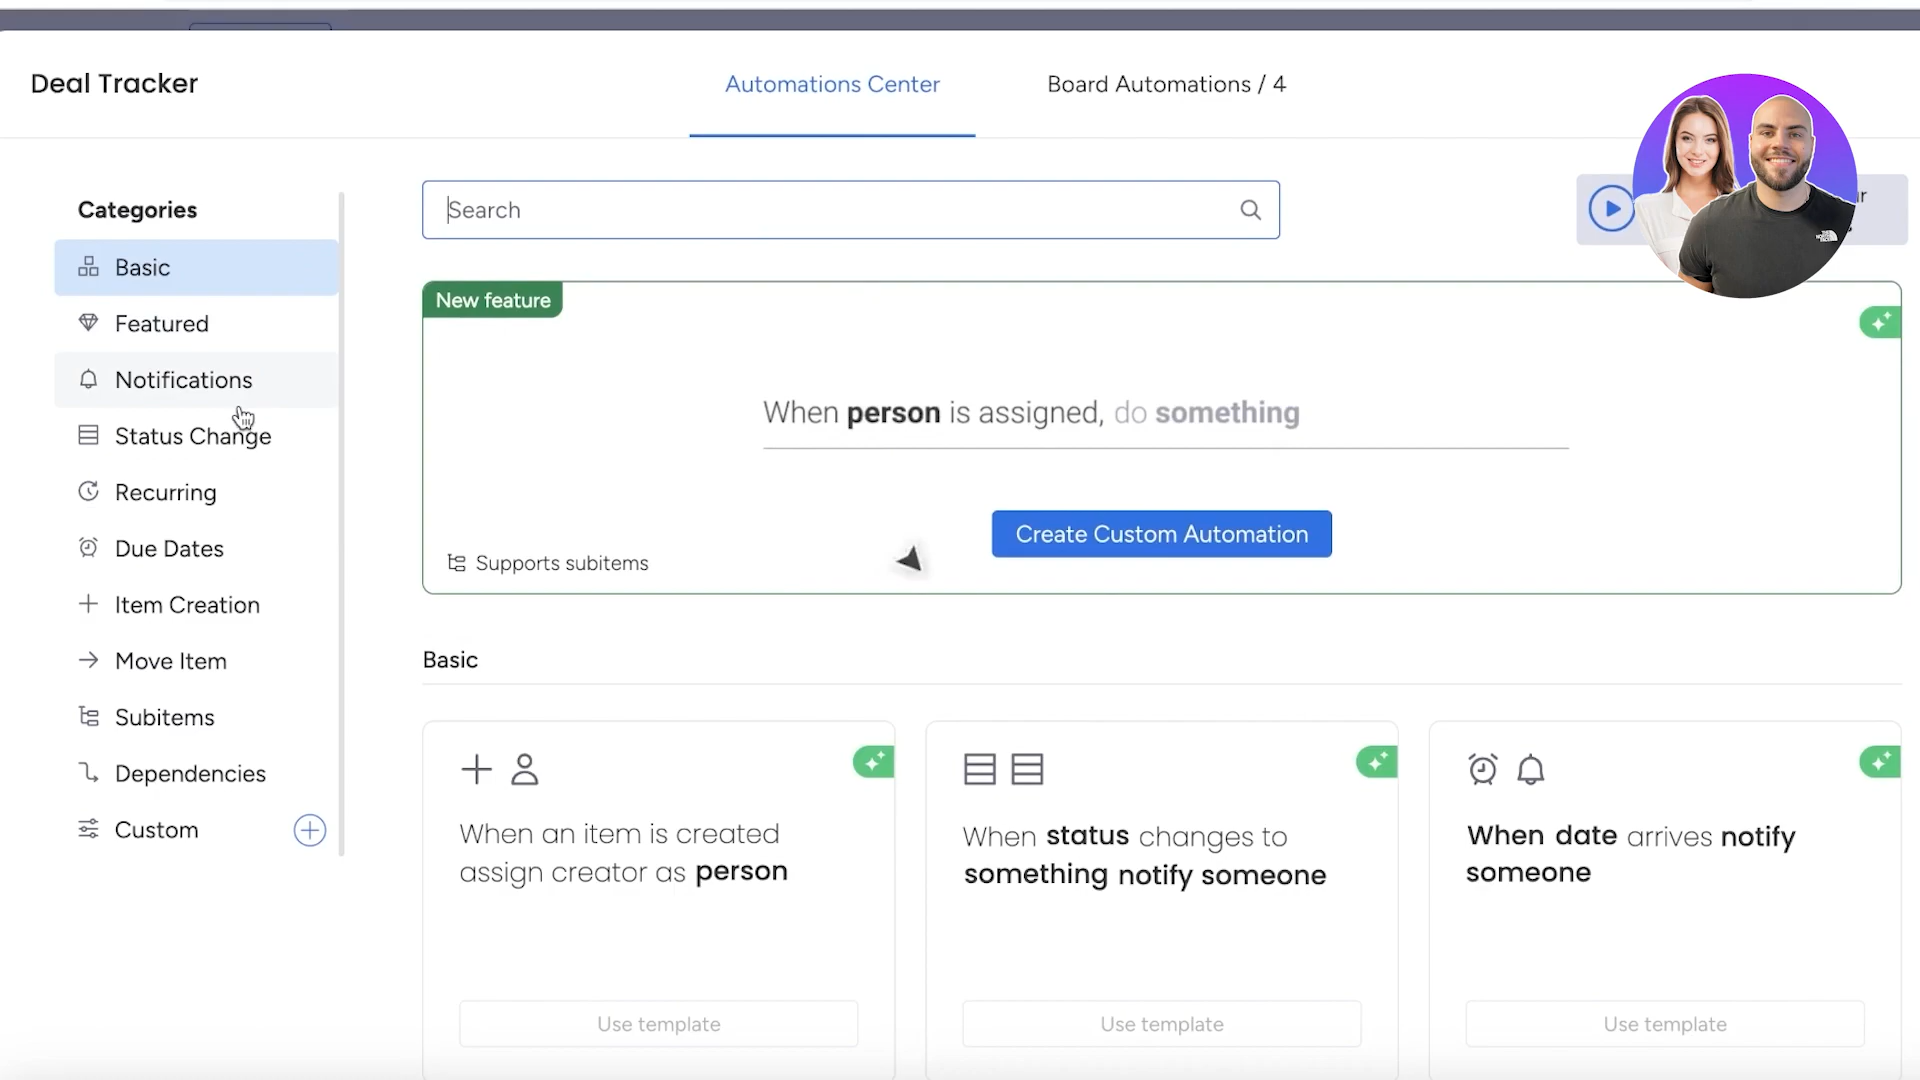 Deal Tracker
Automations Center
Board Automations / 4
Categories
Basic
Featured
Notifications
Status Change
Recurring
Due Dates
Item Creation
Move Item
Subitems
Dependencies
Custom
Search
New feature
When person is assigned, do something
Create Custom Automation
Supports subitems
Basic
When an item is created
assign creator as person
Use template
When status changes to
something notify someone
Use template
When date arrives notify
someone
Use template